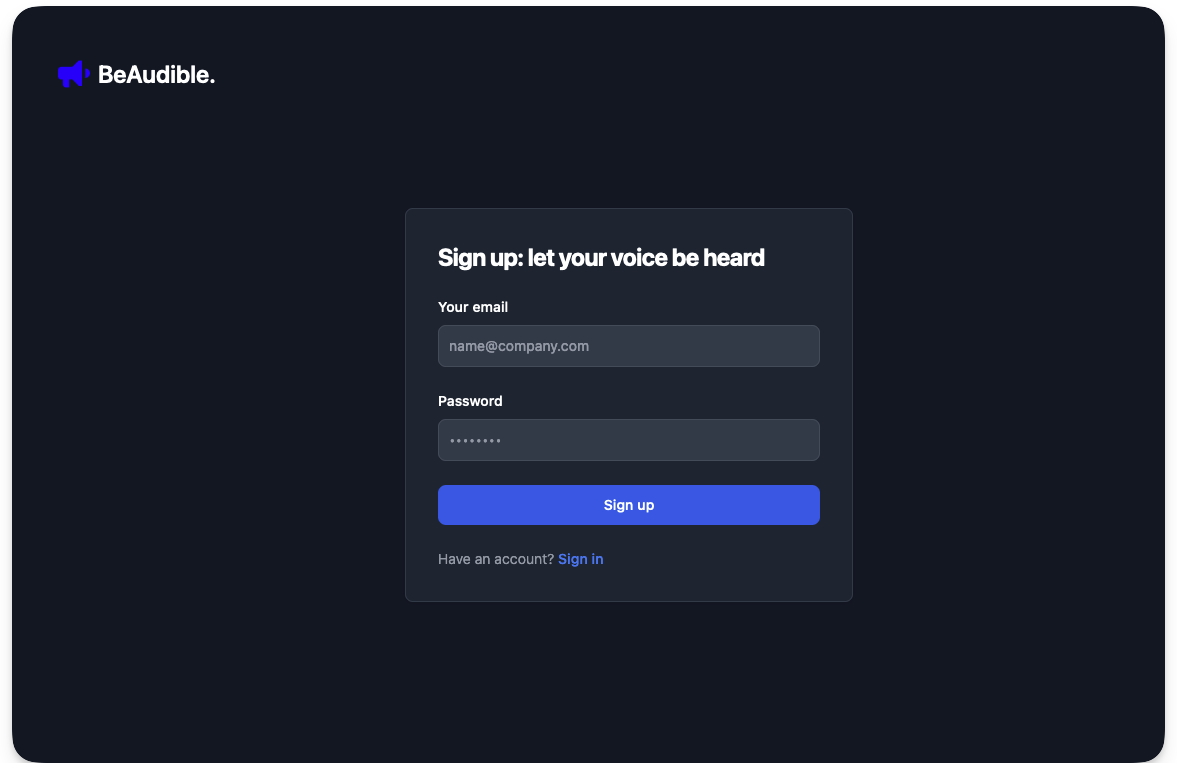 BeAudible.
Sign up: let your voice be heard
Your email
name@company.com
Password
••••••••
Sign up
Have an account? Sign in